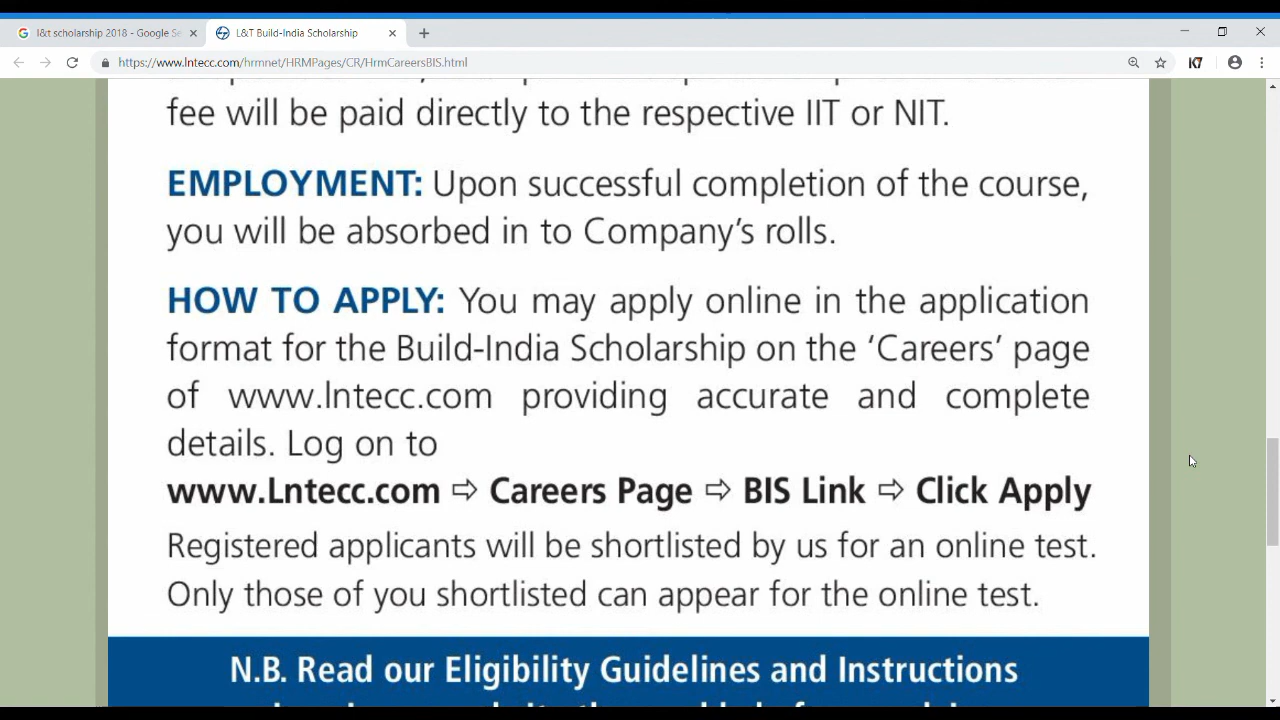 l&t scholarship 2018 - Google Se
L&T Build-India Scholarship
https://www.lntecc.com/hrmnet/HRMPages/CR/HrmCareersBIS.html
K7
fee will be paid directly to the respective IIT or NIT.
EMPLOYMENT: Upon successful completion of the course,
you will be absorbed in to Company's rolls.
HOW TO APPLY: You may apply online in the application
format for the Build-India Scholarship on the 'Careers' page
of www.lntecc.com providing accurate and complete
details. Log on to
www.Lntecc.com ⇨ Careers Page ⇨ BIS Link ⇨ Click Apply
Registered applicants will be shortlisted by us for an online test.
Only those of you shortlisted can appear for the online test.
N.B. Read our Eligibility Guidelines and Instructions